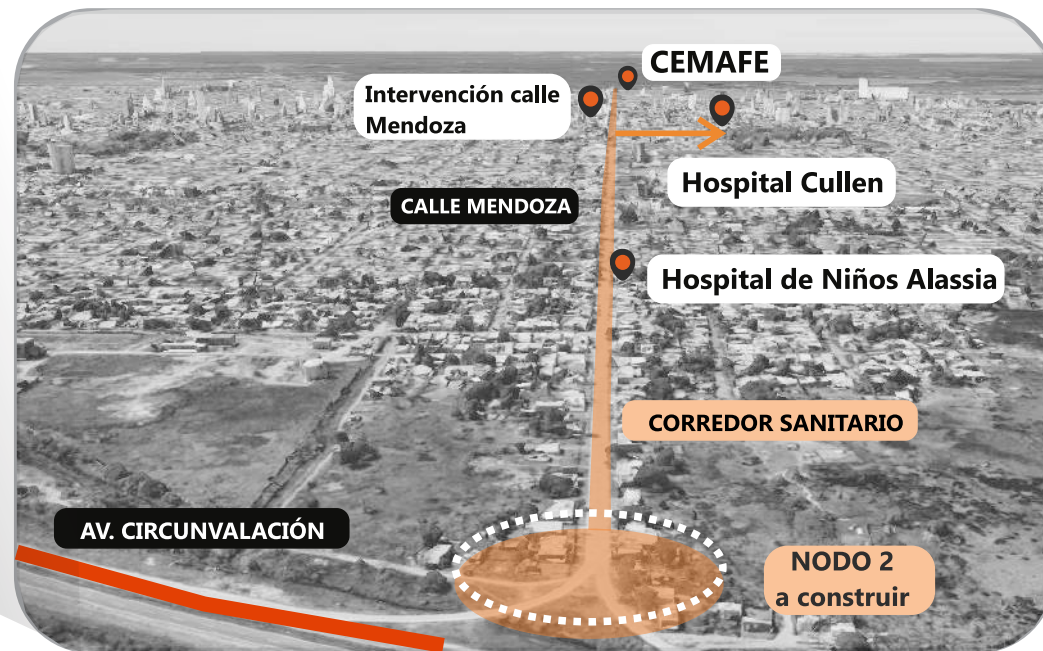 CEMAFE
Intervención calle
Mendoza
Hospital Cullen
CALLE MENDOZA
Hospital de Niños Alassia
CORREDOR SANITARIO
AV. CIRCUNVALACIÓN
NODO 2
a construir